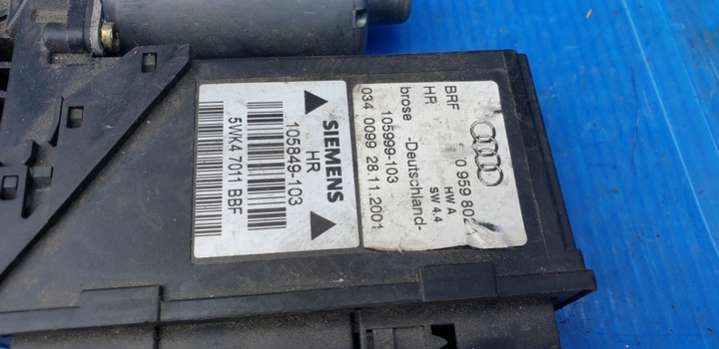 SIEMENS
HR
105849-103
5WK4 7011 BBF
BRF
HR
0 959 802
HW A
SW 4.4
brose -Deutschland-
105999-103
034 0099 28.11.2001